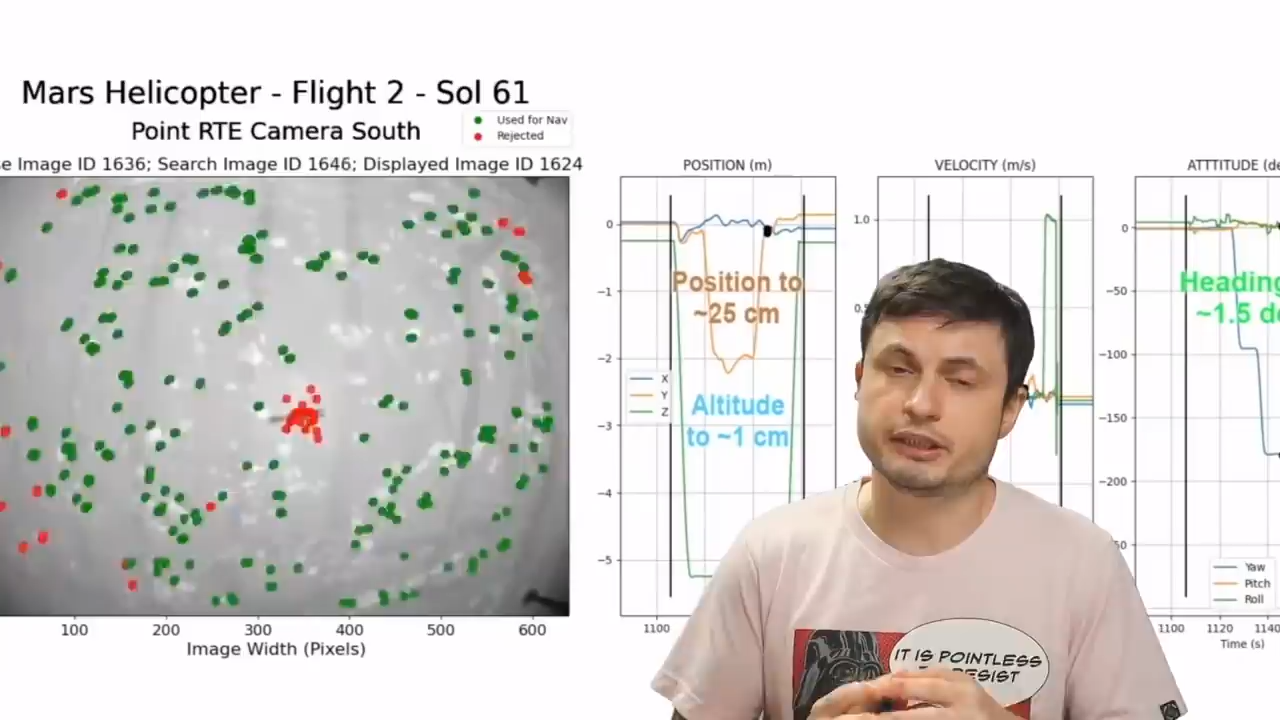 Mars Helicopter - Flight 2 - Sol 61
Point RTE Camera South
Used for Nav
Rejected
se Image ID 1636; Search Image ID 1646; Displayed Image ID 1624
100 200 300 400 500 600
Image Width (Pixels)
POSITION (m)
0
−1
−2
−3
−4
−5
Position to
~25 cm
Altitude
to ~1 cm
X
Y
Z
1100
VELOCITY (m/s)
1.0
0.5
ATTTITUDE (de
0
−50
−100
−150
−200
Heading
~1.5 de
Yaw
Pitch
Roll
1100 1120 1140
Time (s)
IT IS POINTLESS